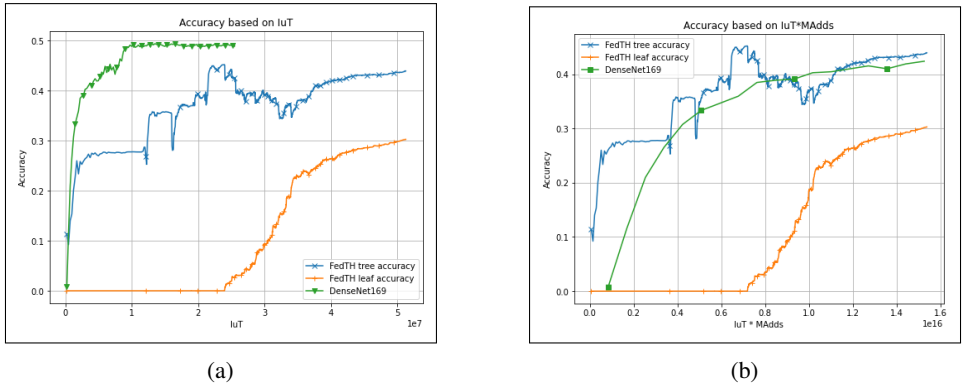 Accuracy based on IuT
0.5
0.4
0.3
0.2
0.1
0.0
Accuracy
FedTH tree accuracy
FedTH leaf accuracy
DenseNet169
0 1 2 3 4 5
1e7
IuT
(a)
Accuracy based on IuT*MAdds
FedTH tree accuracy
FedTH leaf accuracy
DenseNet169
0.4
0.3
0.2
0.1
0.0
Accuracy
0.0 0.2 0.4 0.6 0.8 1.0 1.2 1.4 1.6
1e16
IuT * MAdds
(b)